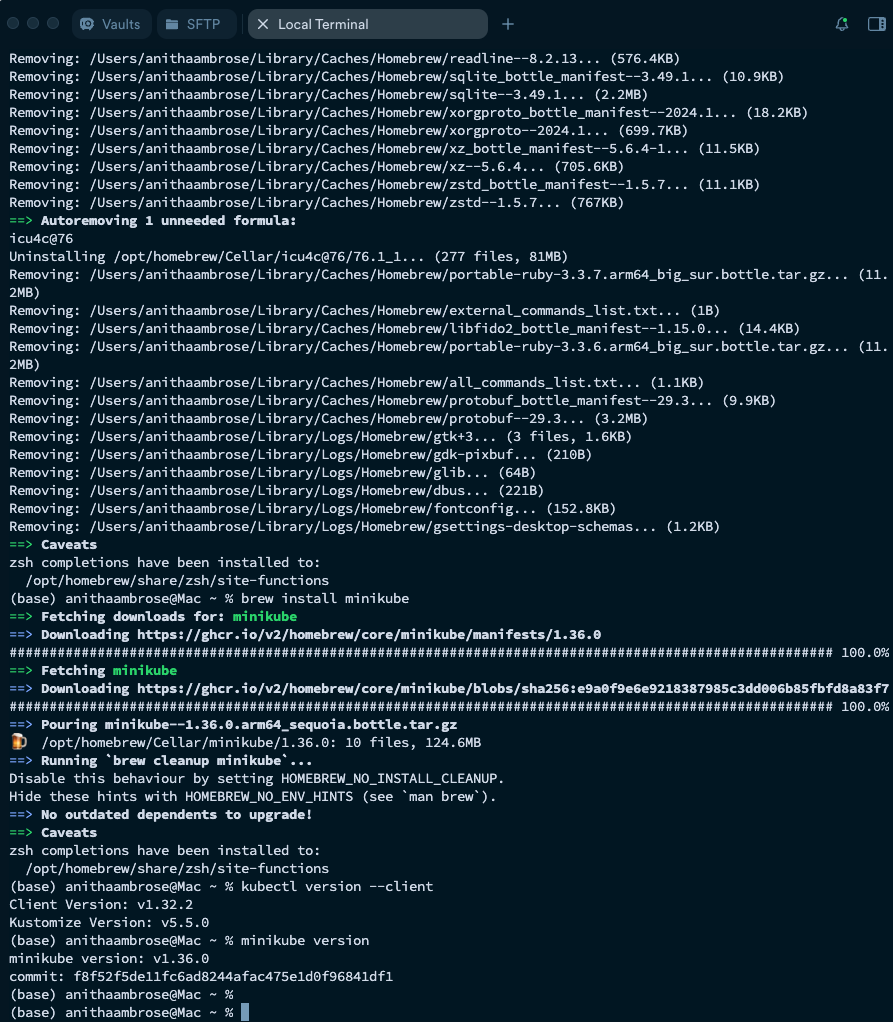 Vaults SFTP Local Terminal
Removing: /Users/anithaambrose/Library/Caches/Homebrew/readline--8.2.13... (576.4KB)
Removing: /Users/anithaambrose/Library/Caches/Homebrew/sqlite_bottle_manifest--3.49.1... (10.9KB)
Removing: /Users/anithaambrose/Library/Caches/Homebrew/sqlite--3.49.1... (2.2MB)
Removing: /Users/anithaambrose/Library/Caches/Homebrew/xorgproto_bottle_manifest--2024.1... (18.2KB)
Removing: /Users/anithaambrose/Library/Caches/Homebrew/xorgproto--2024.1... (699.7KB)
Removing: /Users/anithaambrose/Library/Caches/Homebrew/xz_bottle_manifest--5.6.4-1... (11.5KB)
Removing: /Users/anithaambrose/Library/Caches/Homebrew/xz--5.6.4... (705.6KB)
Removing: /Users/anithaambrose/Library/Caches/Homebrew/zstd_bottle_manifest--1.5.7... (11.1KB)
Removing: /Users/anithaambrose/Library/Caches/Homebrew/zstd--1.5.7... (767KB)
==> Autoremoving 1 unneeded formula:
icu4c@76
Uninstalling /opt/homebrew/Cellar/icu4c@76/76.1_1... (277 files, 81MB)
Removing: /Users/anithaambrose/Library/Caches/Homebrew/portable-ruby-3.3.7.arm64_big_sur.bottle.tar.gz... (11.
2MB)
Removing: /Users/anithaambrose/Library/Caches/Homebrew/external_commands_list.txt... (1B)
Removing: /Users/anithaambrose/Library/Caches/Homebrew/libfido2_bottle_manifest--1.15.0... (14.4KB)
Removing: /Users/anithaambrose/Library/Caches/Homebrew/portable-ruby-3.3.6.arm64_big_sur.bottle.tar.gz... (11.
2MB)
Removing: /Users/anithaambrose/Library/Caches/Homebrew/all_commands_list.txt... (1.1KB)
Removing: /Users/anithaambrose/Library/Caches/Homebrew/protobuf_bottle_manifest--29.3... (9.9KB)
Removing: /Users/anithaambrose/Library/Caches/Homebrew/protobuf--29.3... (3.2MB)
Removing: /Users/anithaambrose/Library/Logs/Homebrew/gtk+3... (3 files, 1.6KB)
Removing: /Users/anithaambrose/Library/Logs/Homebrew/gdk-pixbuf... (210B)
Removing: /Users/anithaambrose/Library/Logs/Homebrew/glib... (64B)
Removing: /Users/anithaambrose/Library/Logs/Homebrew/dbus... (221B)
Removing: /Users/anithaambrose/Library/Logs/Homebrew/fontconfig... (152.8KB)
Removing: /Users/anithaambrose/Library/Logs/Homebrew/gsettings-desktop-schemas... (1.2KB)
==> Caveats
zsh completions have been installed to:
  /opt/homebrew/share/zsh/site-functions
(base) anithaambrose@Mac ~ % brew install minikube
==> Fetching downloads for: minikube
==> Downloading https://ghcr.io/v2/homebrew/core/minikube/manifests/1.36.0
####################################################################################################### 100.0%
==> Fetching minikube
==> Downloading https://ghcr.io/v2/homebrew/core/minikube/blobs/sha256:e9a0f9e6e9218387985c3dd006b85fbfd8a83f7
####################################################################################################### 100.0%
==> Pouring minikube--1.36.0.arm64_sequoia.bottle.tar.gz
🍺  /opt/homebrew/Cellar/minikube/1.36.0: 10 files, 124.6MB
==> Running `brew cleanup minikube`...
Disable this behaviour by setting HOMEBREW_NO_INSTALL_CLEANUP.
Hide these hints with HOMEBREW_NO_ENV_HINTS (see `man brew`).
==> No outdated dependents to upgrade!
==> Caveats
zsh completions have been installed to:
  /opt/homebrew/share/zsh/site-functions
(base) anithaambrose@Mac ~ % kubectl version --client
Client Version: v1.32.2
Kustomize Version: v5.5.0
(base) anithaambrose@Mac ~ % minikube version
minikube version: v1.36.0
commit: f8f52f5de11fc6ad8244afac475e1d0f96841df1
(base) anithaambrose@Mac ~ %
(base) anithaambrose@Mac ~ %